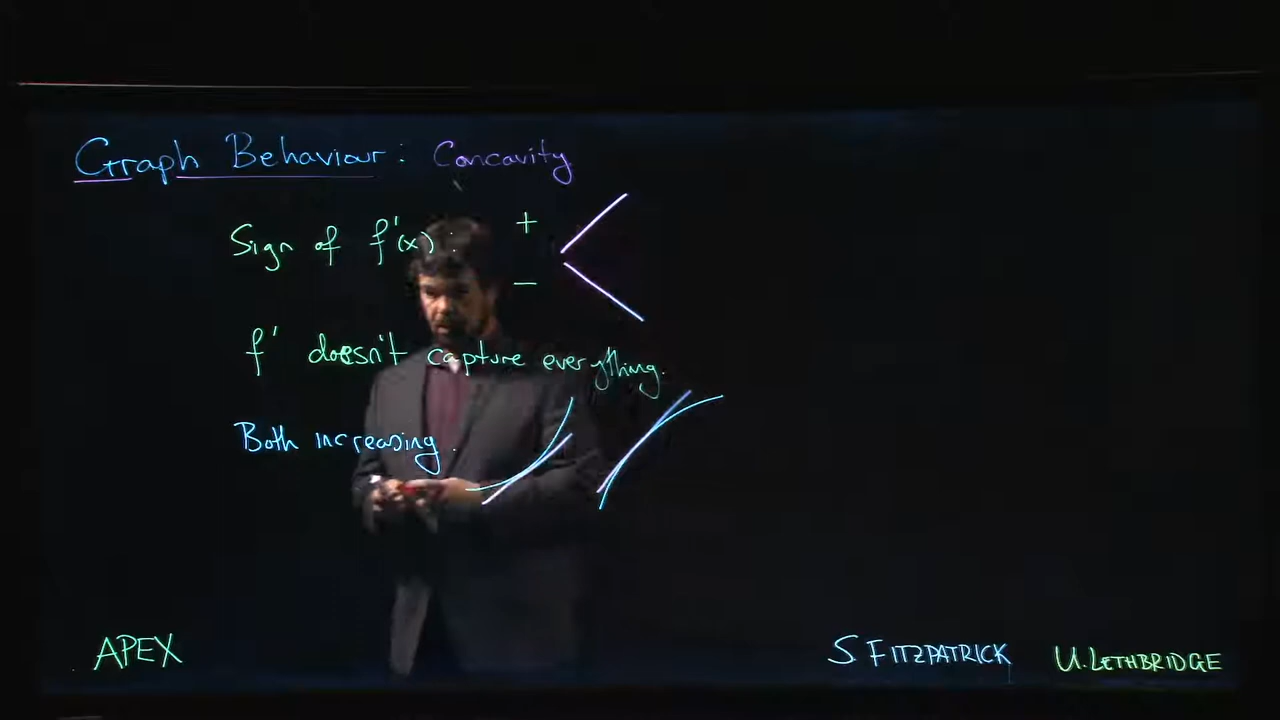 Graph Behaviour: Concavity
Sign of f'(x): +
−
f' doesn't capture everything.
Both increasing.
APEX
S FITZPATRICK U. LETHBRIDGE